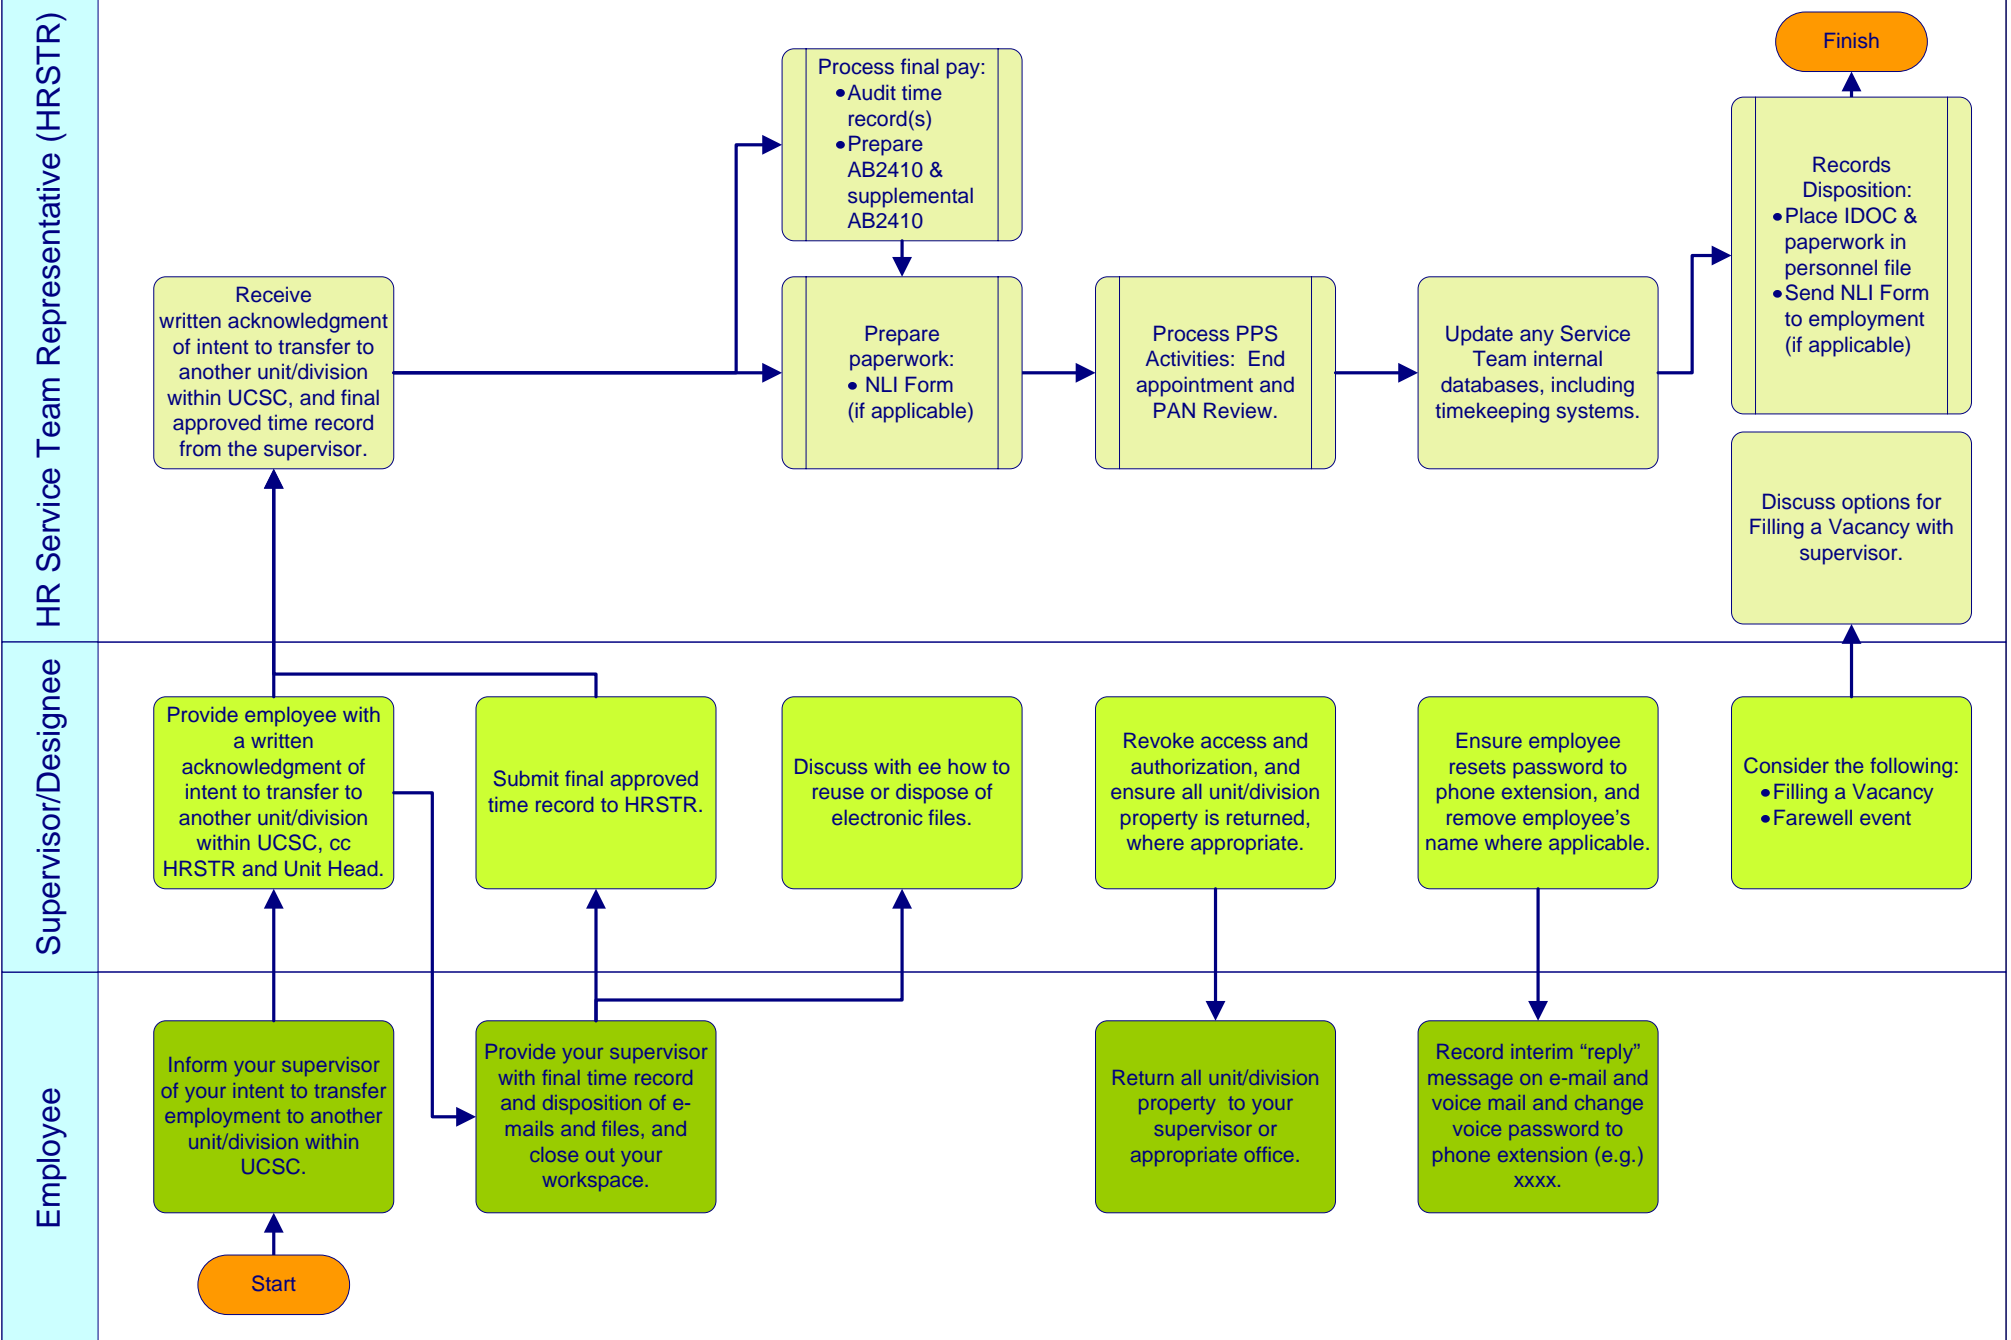 HR Service Team Representative (HRSTR)
Finish
Process final pay:
•Audit time
record(s)
•Prepare
AB2410 &
supplemental
AB2410
Records
Disposition:
•Place IDOC &
paperwork in
personnel file
•Send NLI Form
to employment
(if applicable)
Receive
written acknowledgment
of intent to transfer to
another unit/division
within UCSC, and final
approved time record
from the supervisor.
Prepare
paperwork:
• NLI Form
(if applicable)
Process PPS
Activities:  End
appointment and
PAN Review.
Update any Service
Team internal
databases, including
timekeeping systems.
Discuss options for
Filling a Vacancy with
supervisor.
Supervisor/Designee
Provide employee with
a written
acknowledgment of
intent to transfer to
another unit/division
within UCSC, cc
HRSTR and Unit Head.
Submit final approved
time record to HRSTR.
Discuss with ee how to
reuse or dispose of
electronic files.
Revoke access and
authorization, and
ensure all unit/division
property is returned,
where appropriate.
Ensure employee
resets password to
phone extension, and
remove employee’s
name where applicable.
Consider the following:
•Filling a Vacancy
•Farewell event
Employee
Inform your supervisor
of your intent to transfer
employment to another
unit/division within
UCSC.
Provide your supervisor
with final time record
and disposition of e-
mails and files, and
close out your
workspace.
Return all unit/division
property  to your
supervisor or
appropriate office.
Record interim “reply”
message on e-mail and
voice mail and change
voice password to
phone extension (e.g.)
xxxx.
Start